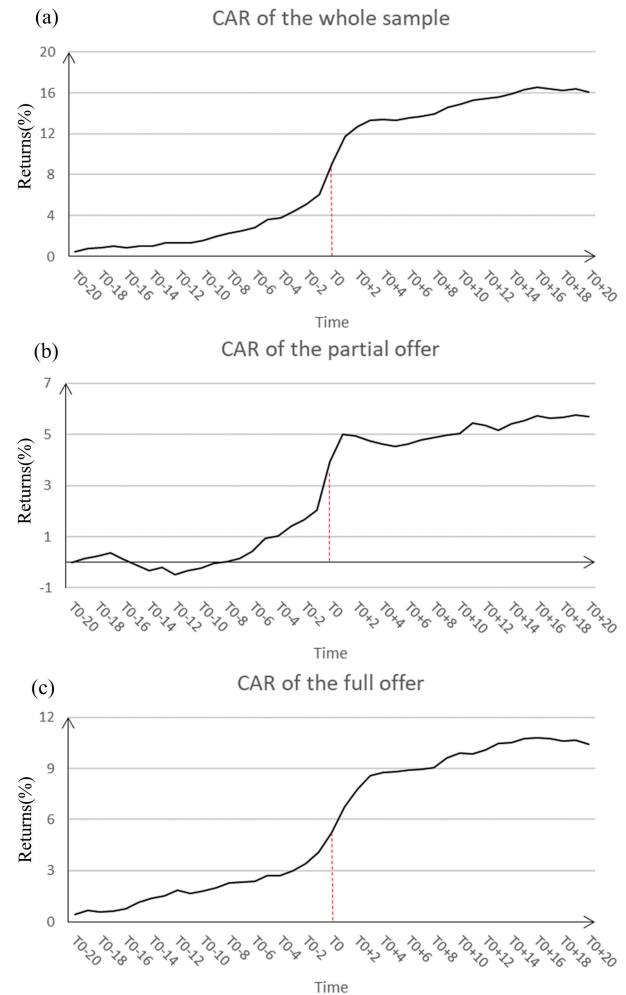 (a)
CAR of the whole sample
20
16
12
8
4
0
Returns(%)
T0-20 T0-18 T0-16 T0-14 T0-12 T0-10 T0-8 T0-6 T0-4 T0-2 T0 T0+2 T0+4 T0+6 T0+8 T0+10 T0+12 T0+14 T0+16 T0+18 T0+20
Time
(b)
CAR of the partial offer
7
5
3
1
-1
Returns(%)
T0-20 T0-18 T0-16 T0-14 T0-12 T0-10 T0-8 T0-6 T0-4 T0-2 T0 T0+2 T0+4 T0+6 T0+8 T0+10 T0+12 T0+14 T0+16 T0+18 T0+20
Time
(c)
CAR of the full offer
12
9
6
3
0
Returns(%)
T0-20 T0-18 T0-16 T0-14 T0-12 T0-10 T0-8 T0-6 T0-4 T0-2 T0 T0+2 T0+4 T0+6 T0+8 T0+10 T0+12 T0+14 T0+16 T0+18 T0+20
Time